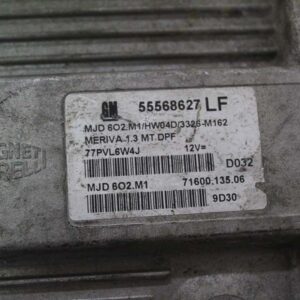 GM 55568627 LF
MJD 6O2.M1/HW04D/3326-M162
MERIVA 1.3 MT DPF
77PVL6W4J 12V=
D032
MJD 6O2.M1 71600,135.06
9D30